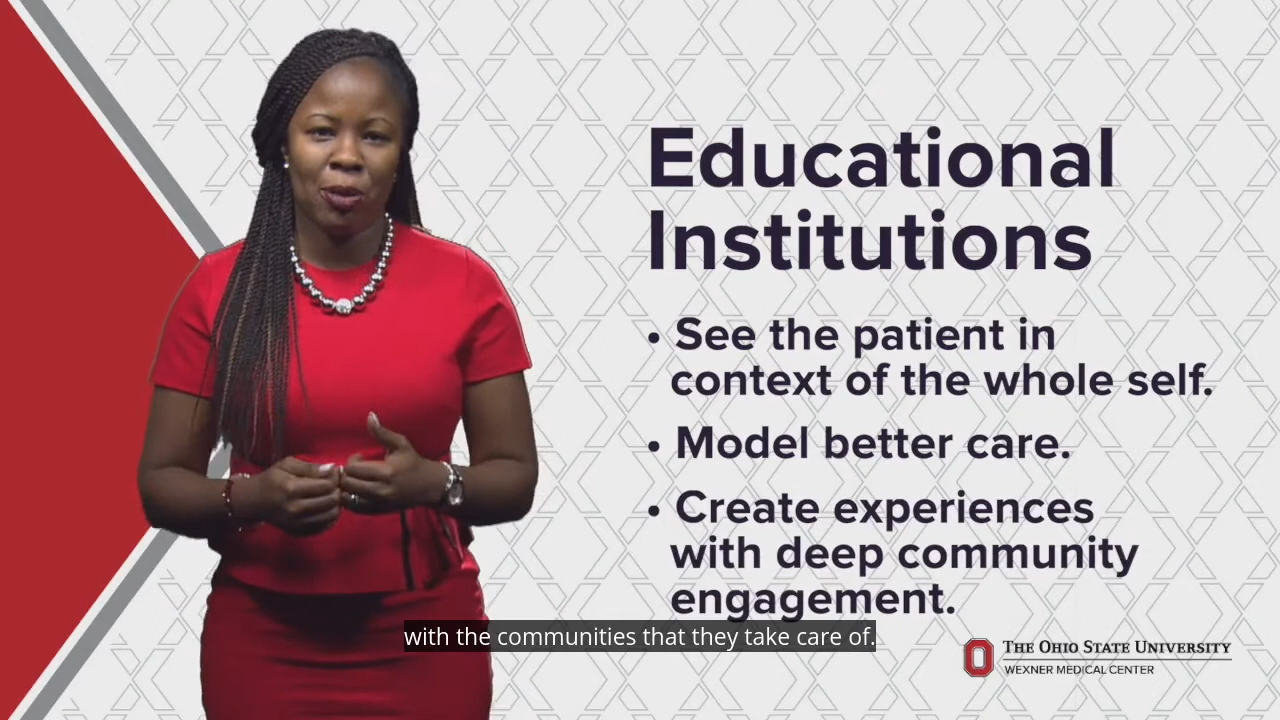 Educational
Institutions
• See the patient in
context of the whole self.
• Model better care.
• Create experiences
with deep community
engagement.
with the communities that they take care of.
THE OHIO STATE UNIVERSITY
WEXNER MEDICAL CENTER